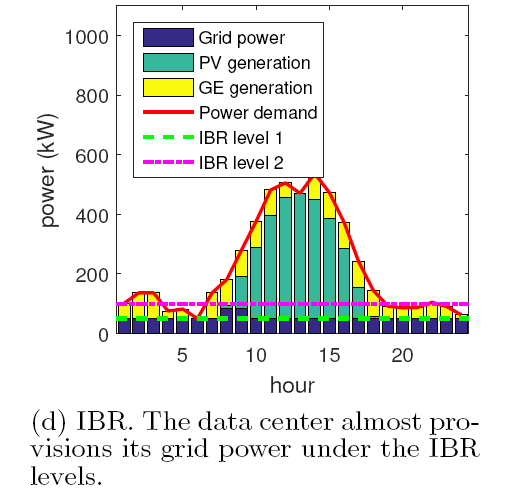 1000
800
600
400
200
0
power (kW)
Grid power
PV generation
GE generation
Power demand
IBR level 1
IBR level 2
5 10 15 20
hour
(d) IBR. The data center almost pro-
visions its grid power under the IBR
levels.